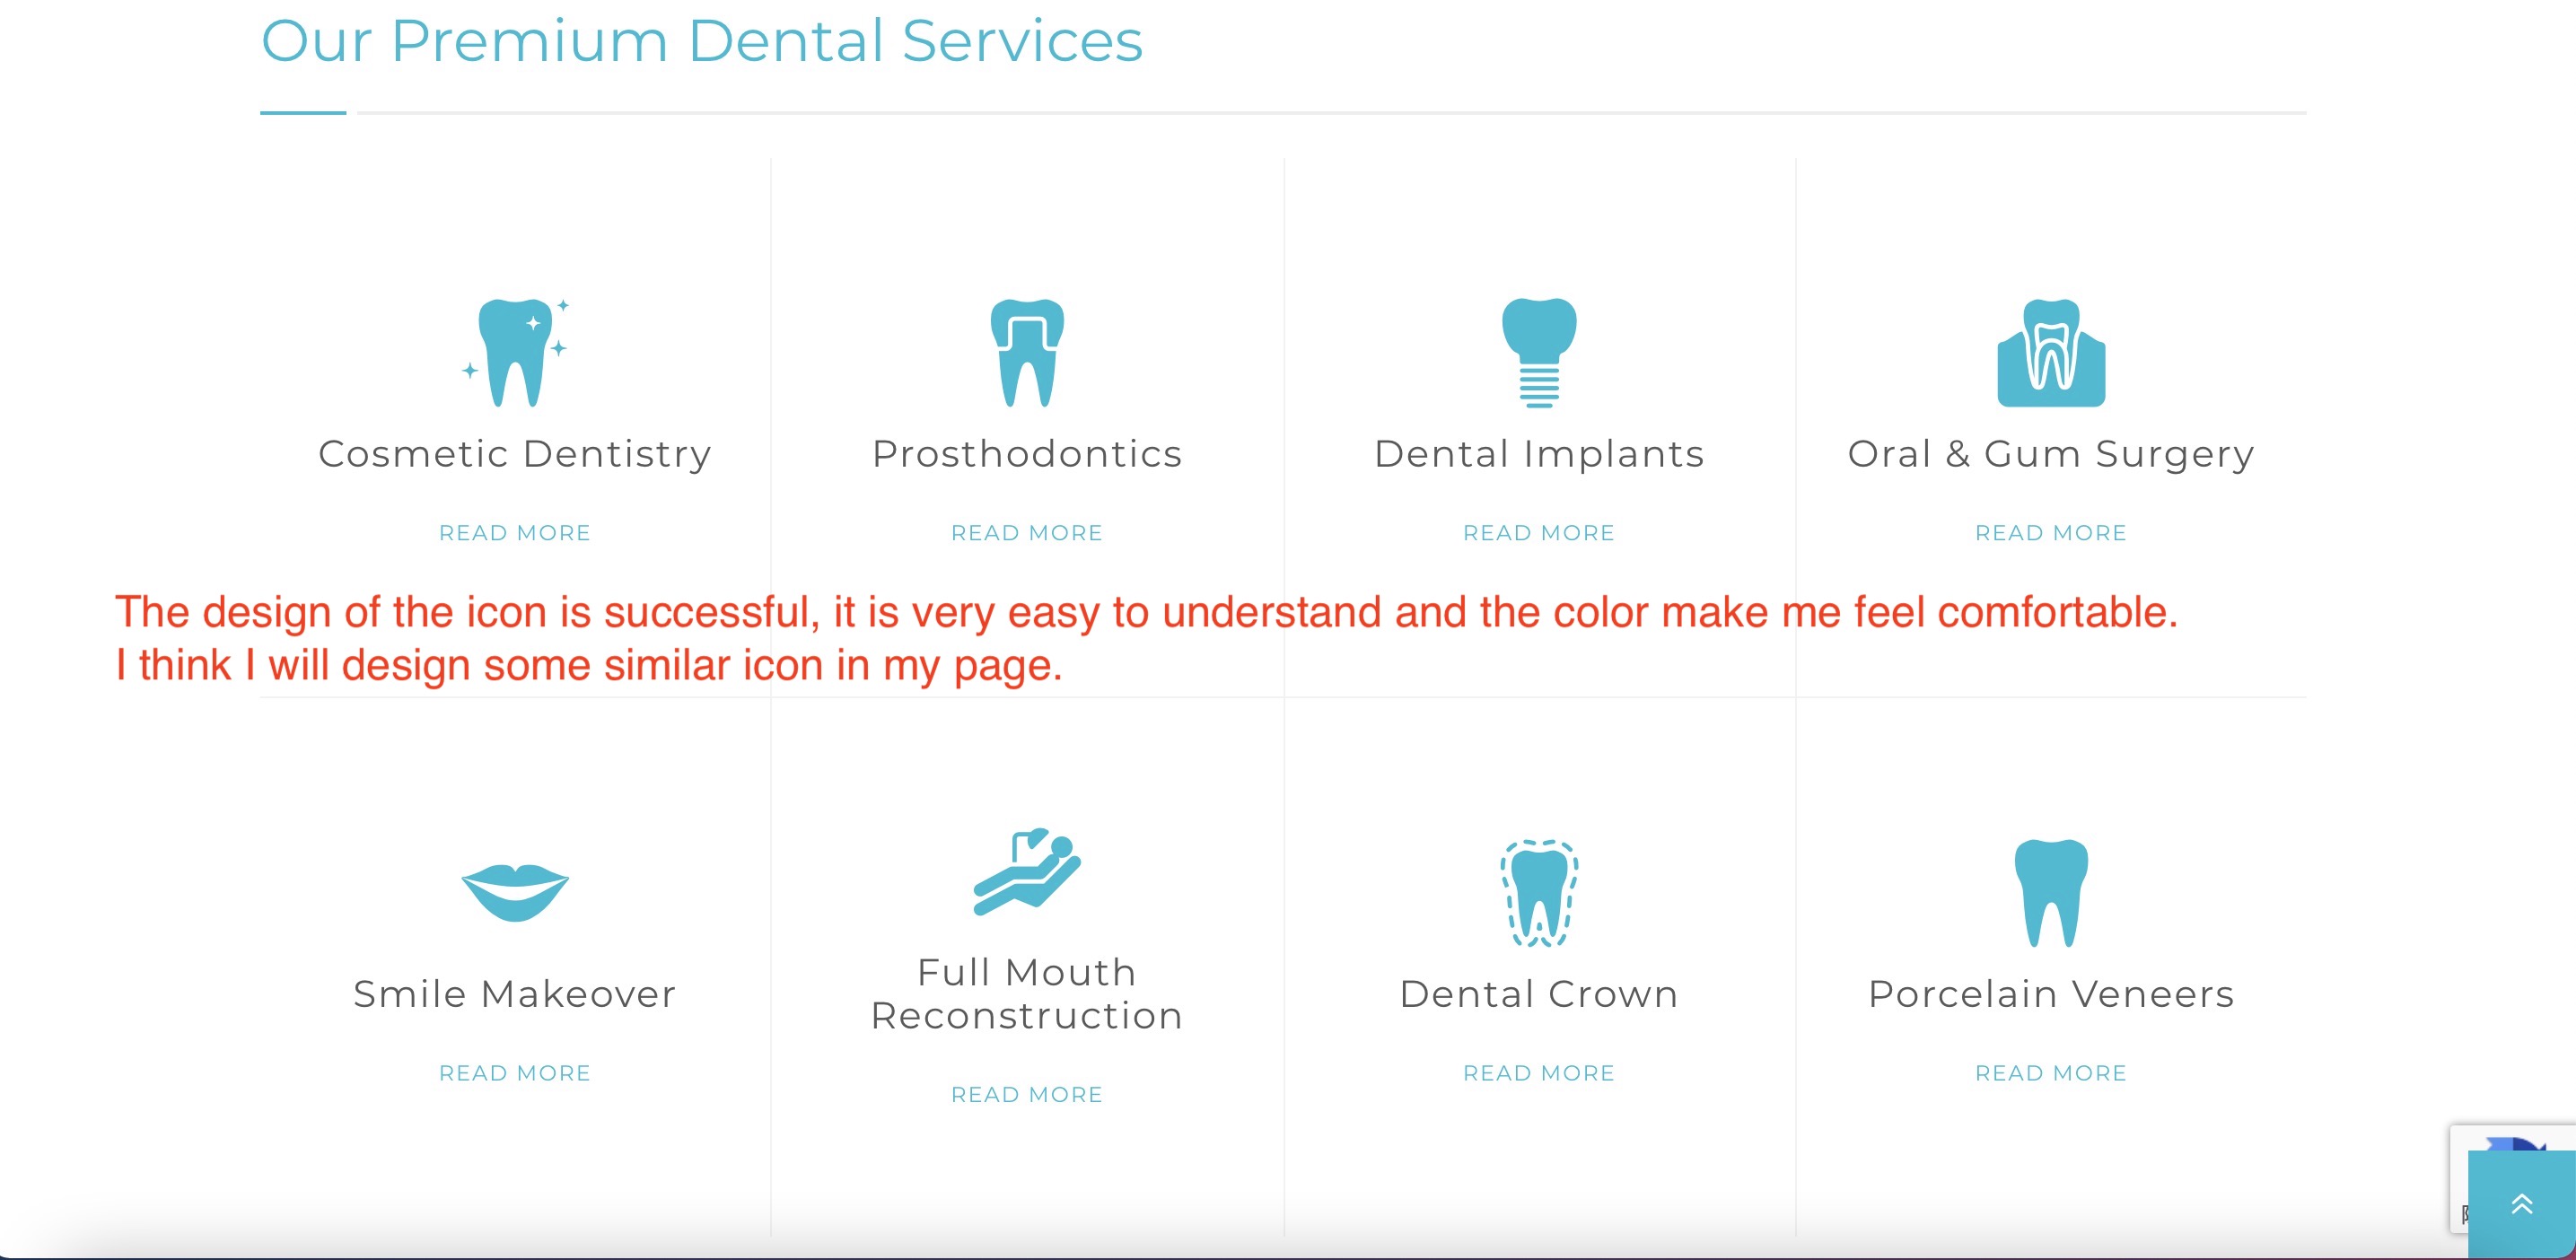 Our Premium Dental Services
Cosmetic Dentistry
Prosthodontics
Dental Implants
Oral & Gum Surgery
READ MORE
READ MORE
READ MORE
READ MORE
The design of the icon is successful, it is very easy to understand and the color make me feel comfortable.
I think I will design some similar icon in my page.
Smile Makeover
Full Mouth
Reconstruction
Dental Crown
Porcelain Veneers
READ MORE
READ MORE
READ MORE
READ MORE